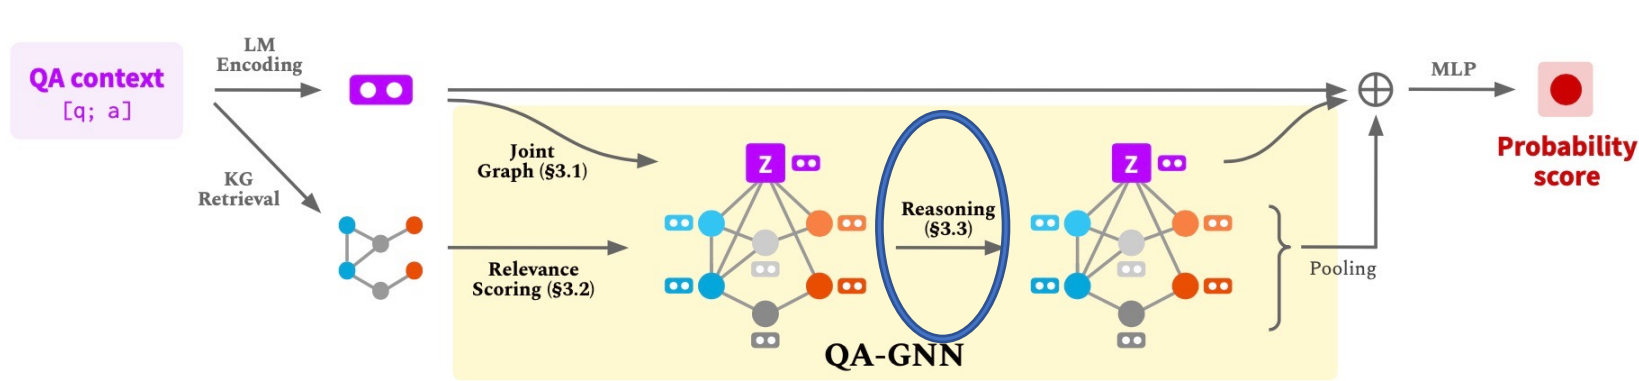 QA context
[q; a]
LM
Encoding
KG
Retrieval
Joint
Graph (§3.1)
Relevance
Scoring (§3.2)
Z
Reasoning
(§3.3)
Z
Pooling
MLP
Probability
score
QA-GNN